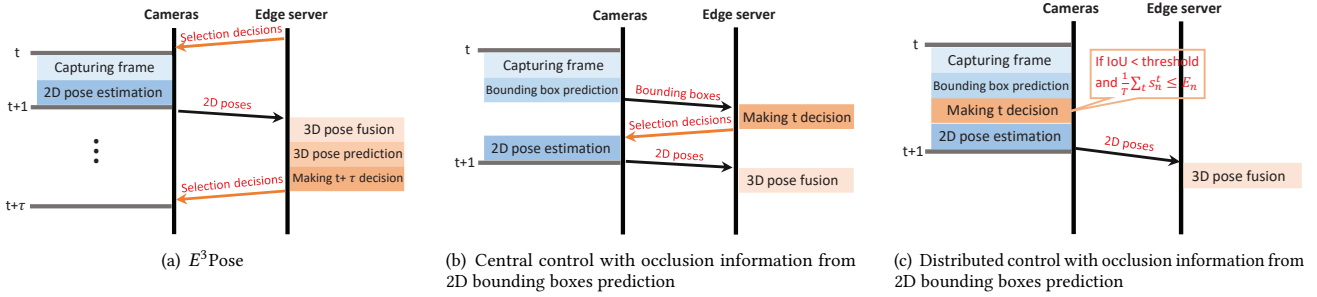 Cameras
Edge server
Selection decisions
t
Capturing frame
2D pose estimation
t+1
2D poses
3D pose fusion
3D pose prediction
Making t+ τ decision
Selection decisions
t+τ
(a) E³Pose
Cameras
Edge server
t
Capturing frame
Bounding box prediction
Bounding boxes
Making t decision
Selection decisions
2D pose estimation
t+1
2D poses
3D pose fusion
(b) Central control with occlusion information from
2D bounding boxes prediction
Cameras
Edge server
t
Capturing frame
Bounding box prediction
Making t decision
2D pose estimation
t+1
If IoU < threshold
and \frac{1}{T} ∑_t s_n^t ≤ E_n
2D poses
3D pose fusion
(c) Distributed control with occlusion information from
2D bounding boxes prediction